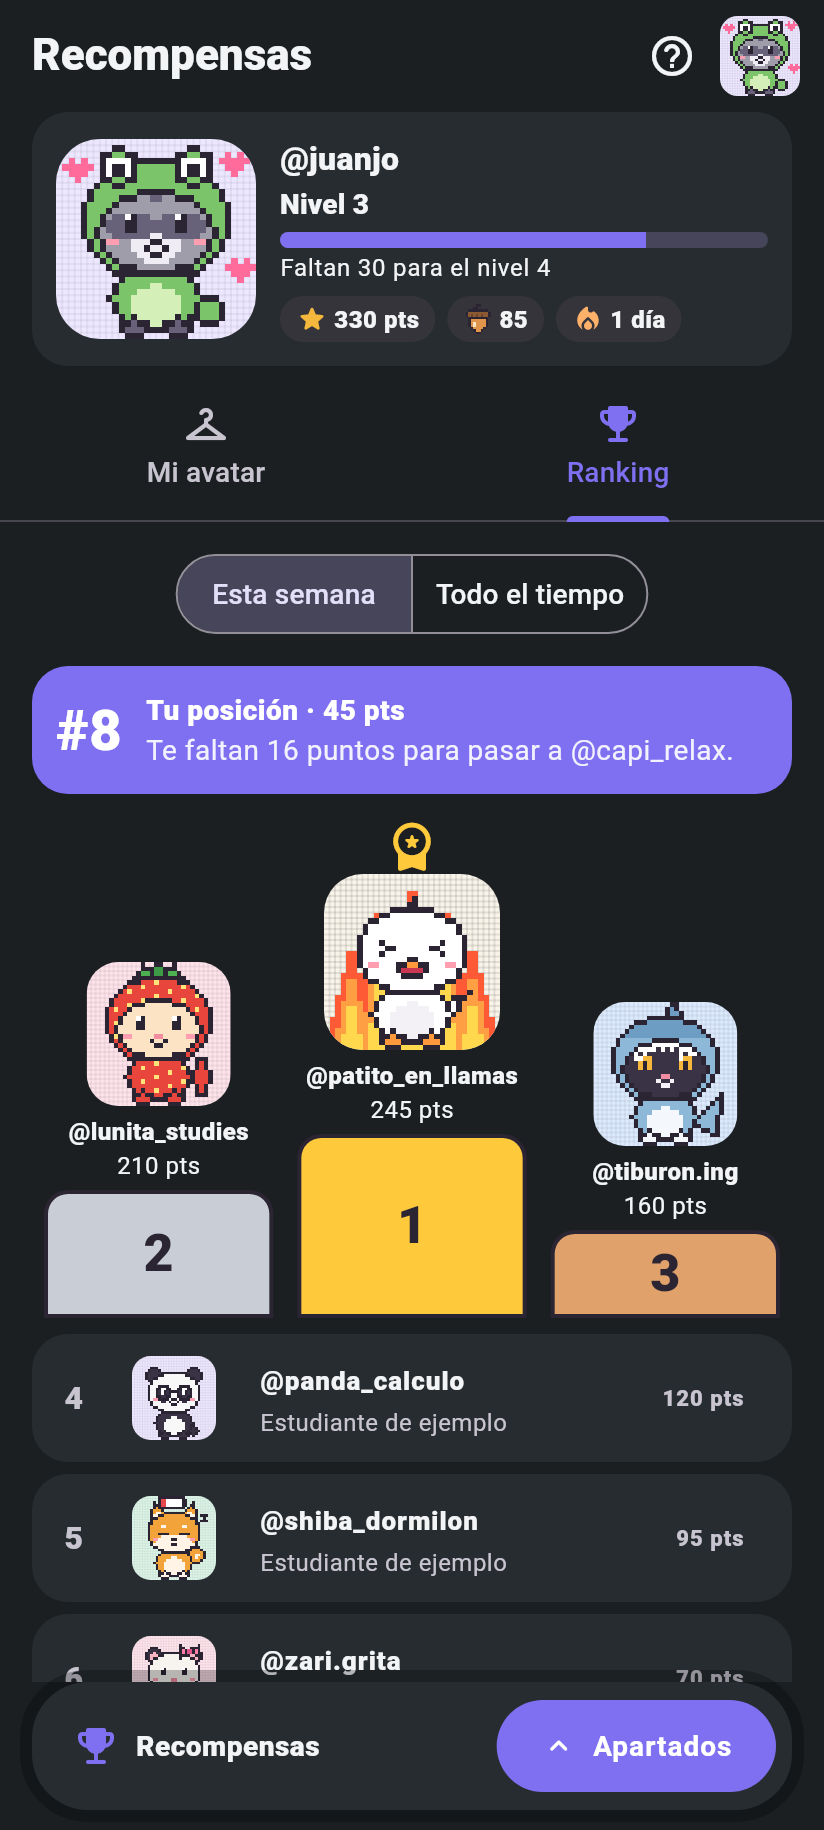 Recompensas
@juanjo
Nivel 3
Faltan 30 para el nivel 4
330 pts
85
1 día
Mi avatar
Ranking
Esta semana
Todo el tiempo
#8
Tu posición · 45 pts
Te faltan 16 puntos para pasar a @capi_relax.
@patito_en_llamas
245 pts
@lunita_studies
210 pts
@tiburon.ing
160 pts
1
2
3
4
@panda_calculo
Estudiante de ejemplo
120 pts
5
@shiba_dormilon
Estudiante de ejemplo
95 pts
6
@zari.grita
70 pts
Recompensas
Apartados